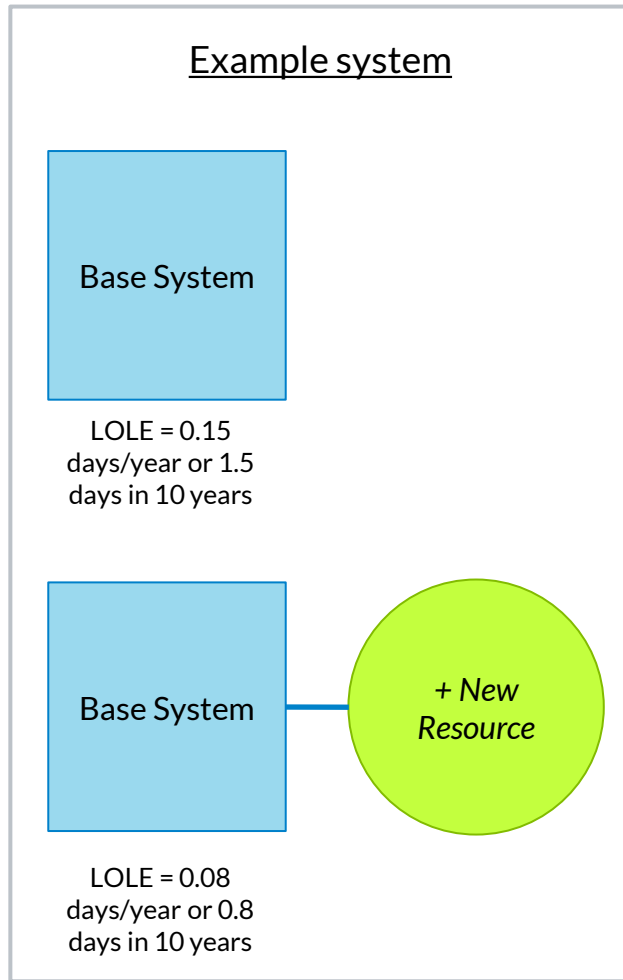 Example system
Base System
LOLE = 0.15
days/year or 1.5
days in 10 years
Base System
+ New
Resource
LOLE = 0.08
days/year or 0.8
days in 10 years